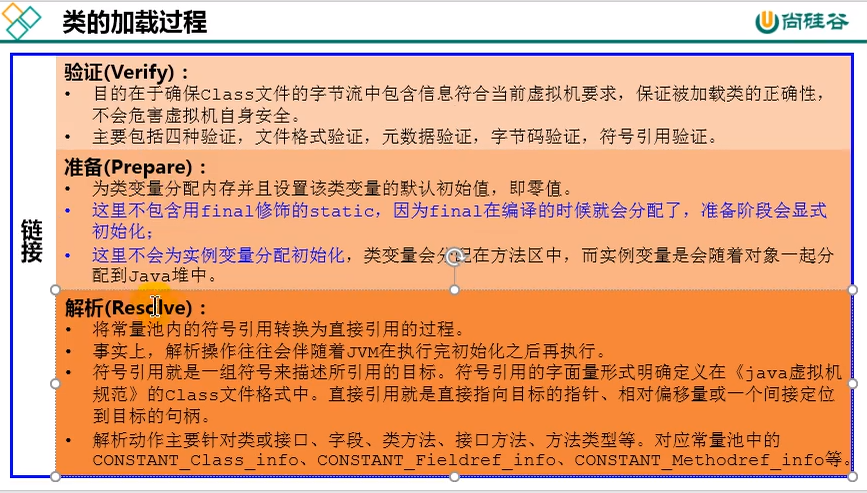 类的加载过程
尚硅谷
链接
验证(Verify)：
• 目的在于确保Class文件的字节流中包含信息符合当前虚拟机要求，保证被加载类的正确性，
不会危害虚拟机自身安全。
• 主要包括四种验证，文件格式验证，元数据验证，字节码验证，符号引用验证。
准备(Prepare)：
• 为类变量分配内存并且设置该类变量的默认初始值，即零值。
• 这里不包含用final修饰的static，因为final在编译的时候就会分配了，准备阶段会显式
初始化；
• 这里不会为实例变量分配初始化，类变量会分配在方法区中，而实例变量是会随着对象一起分
配到Java堆中。
解析(Resolve)：
• 将常量池内的符号引用转换为直接引用的过程。
• 事实上，解析操作往往会伴随着JVM在执行完初始化之后再执行。
• 符号引用就是一组符号来描述所引用的目标。符号引用的字面量形式明确定义在《java虚拟机
规范》的Class文件格式中。直接引用就是直接指向目标的指针、相对偏移量或一个间接定位
到目标的句柄。
• 解析动作主要针对类或接口、字段、类方法、接口方法、方法类型等。对应常量池中的
CONSTANT_Class_info、CONSTANT_Fieldref_info、CONSTANT_Methodref_info等。